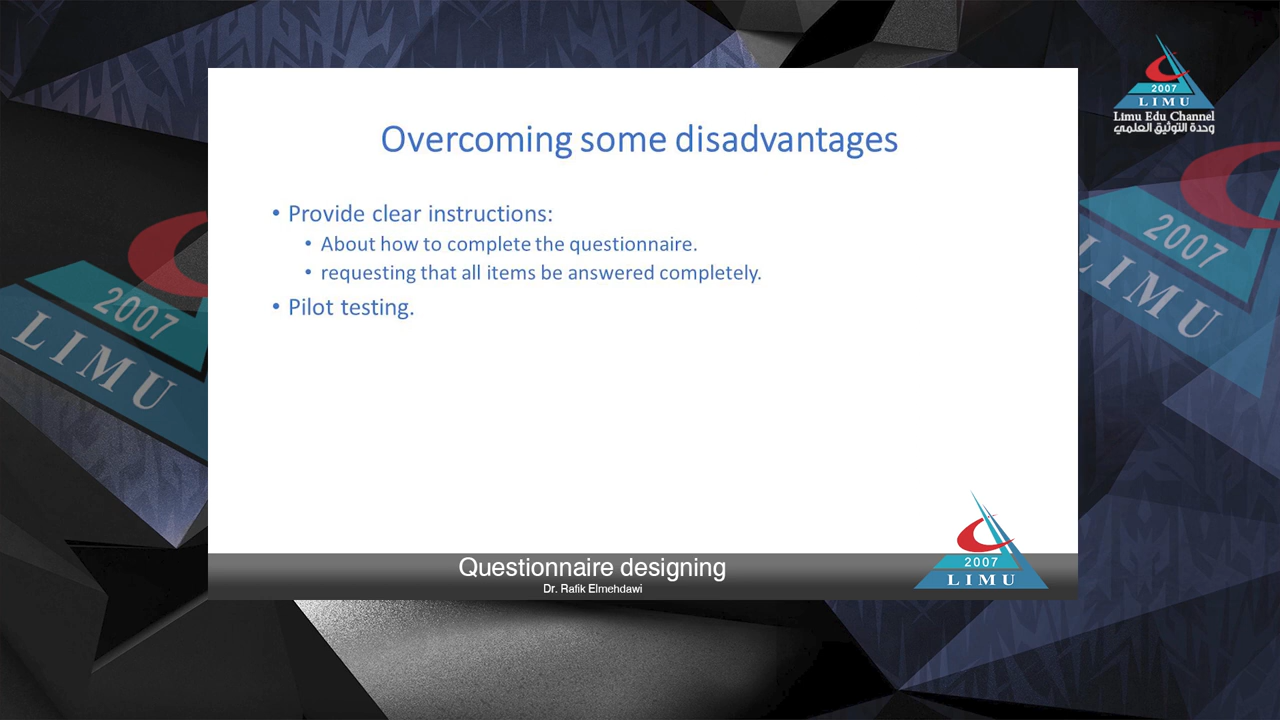 2007
LIMU
Limu Edu Channel
وحدة التوثيق العلمي
Overcoming some disadvantages
• Provide clear instructions:
• About how to complete the questionnaire.
• requesting that all items be answered completely.
• Pilot testing.
2007
LIMU
2007
LIMU
Questionnaire designing
Dr. Rafik Elmehdawi
2007
LIMU